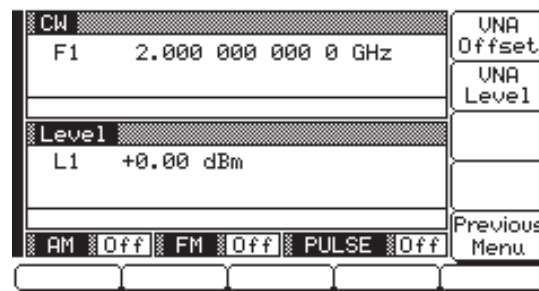 CW
F1 2.000 000 000 0 GHz
Level
L1 +0.00 dBm
AM Off FM Off PULSE Off
VNA
Offset
VNA
Level
Previous
Menu